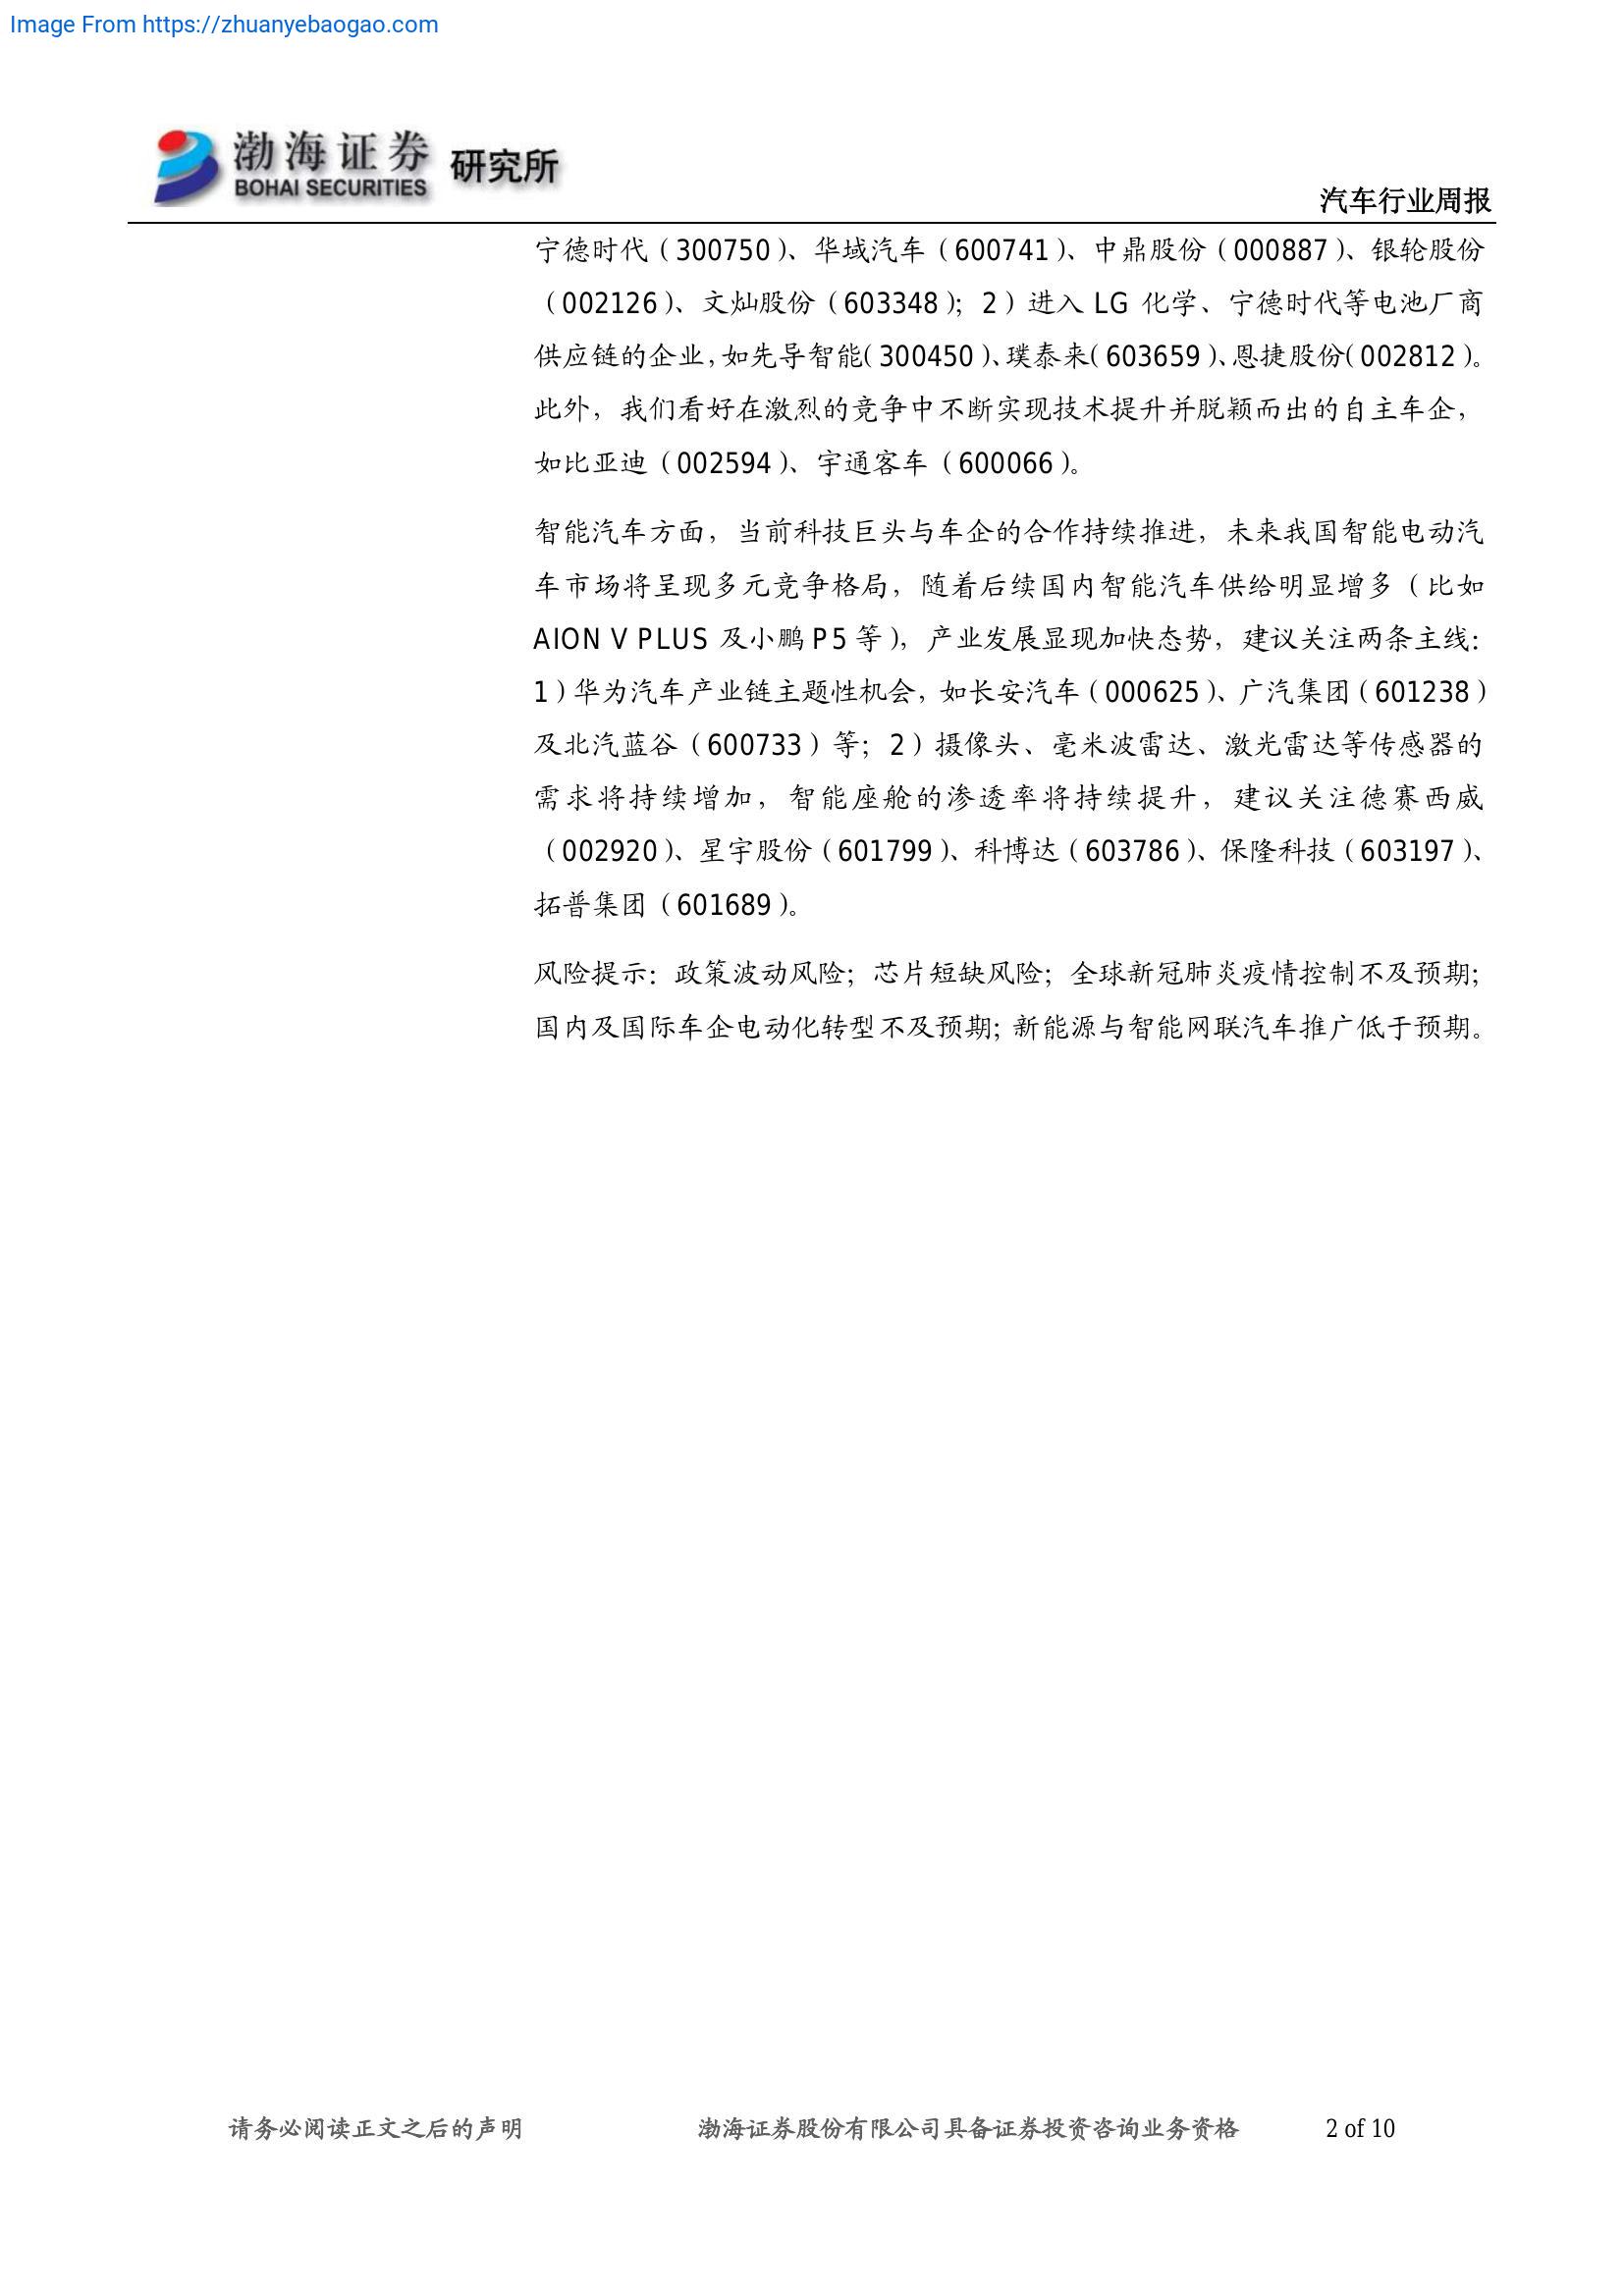 Image From https://zhuanyebaogao.com
渤海证券 研究所
BOHAI SECURITIES
汽车行业周报
宁德时代（300750）、华域汽车（600741）、中鼎股份（000887）、银轮股份
（002126）、文灿股份（603348）；2）进入 LG 化学、宁德时代等电池厂商
供应链的企业，如先导智能（300450）、璞泰来（603659）、恩捷股份（002812）。
此外，我们看好在激烈的竞争中不断实现技术提升并脱颖而出的自主车企，
如比亚迪（002594）、宇通客车（600066）。
智能汽车方面，当前科技巨头与车企的合作持续推进，未来我国智能电动汽
车市场将呈现多元竞争格局，随着后续国内智能汽车供给明显增多（比如
AION V PLUS 及小鹏 P5 等），产业发展显现加快态势，建议关注两条主线：
1）华为汽车产业链主题性机会，如长安汽车（000625）、广汽集团（601238）
及北汽蓝谷（600733）等；2）摄像头、毫米波雷达、激光雷达等传感器的
需求将持续增加，智能座舱的渗透率将持续提升，建议关注德赛西威
（002920）、星宇股份（601799）、科博达（603786）、保隆科技（603197）、
拓普集团（601689）。
风险提示：政策波动风险；芯片短缺风险；全球新冠肺炎疫情控制不及预期；
国内及国际车企电动化转型不及预期；新能源与智能网联汽车推广低于预期。
请务必阅读正文之后的声明 渤海证券股份有限公司具备证券投资咨询业务资格 2 of 10